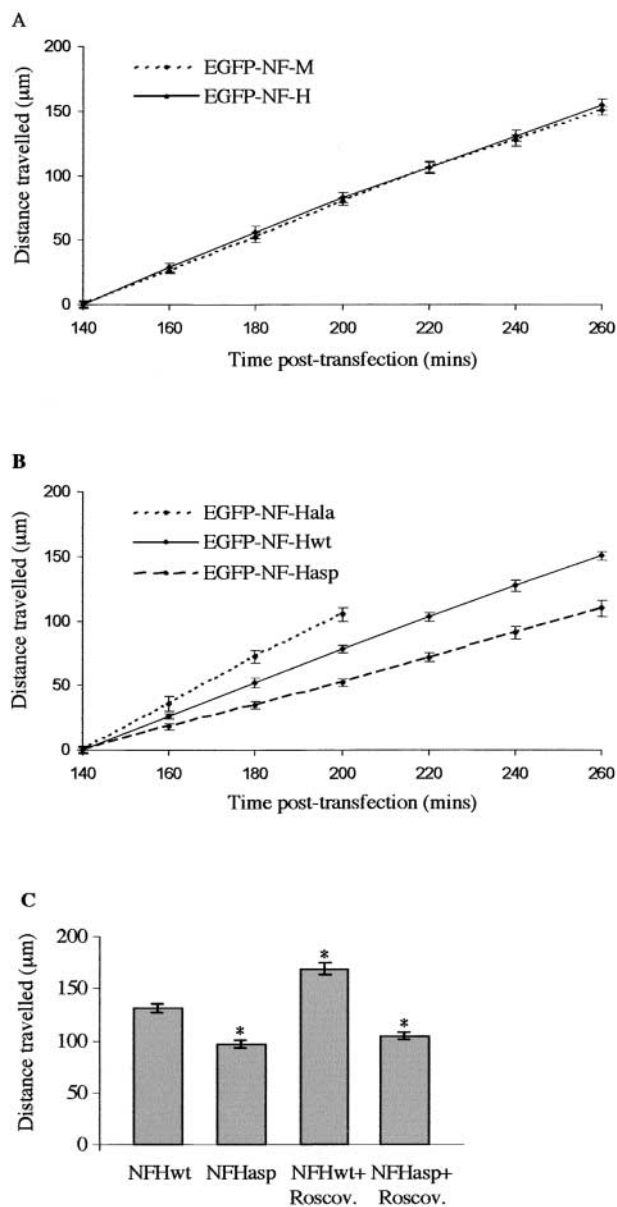 A
200
150
100
50
0
Distance travelled (μm)
EGFP-NF-M
EGFP-NF-H
140 160 180 200 220 240 260
Time post-transfection (mins)
B
200
150
100
50
0
Distance travelled (μm)
EGFP-NF-Hala
EGFP-NF-Hwt
EGFP-NF-Hasp
140 160 180 200 220 240 260
Time post-transfection (mins)
C
200
150
100
50
0
Distance travelled (μm)
* * *
NFHwt NFHasp NFHwt+ NFHasp+
Roscov. Roscov.